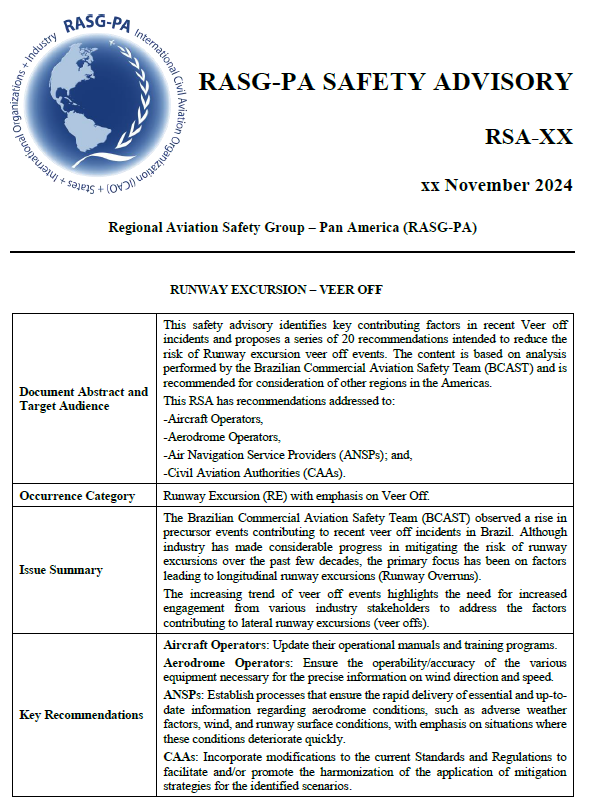 RASG-PA
International Civil Aviation Organization (ICAO) + States + International Organizations + Industry
RASG-PA SAFETY ADVISORY
RSA-XX
xx November 2024
Regional Aviation Safety Group – Pan America (RASG-PA)
RUNWAY EXCURSION – VEER OFF
Document Abstract and
Target Audience
This safety advisory identifies key contributing factors in recent Veer off
incidents and proposes a series of 20 recommendations intended to reduce the
risk of Runway excursion veer off events. The content is based on analysis
performed by the Brazilian Commercial Aviation Safety Team (BCAST) and is
recommended for consideration of other regions in the Americas.
This RSA has recommendations addressed to:
-Aircraft Operators,
-Aerodrome Operators,
-Air Navigation Service Providers (ANSPs); and,
-Civil Aviation Authorities (CAAs).
Occurrence Category
Runway Excursion (RE) with emphasis on Veer Off.
Issue Summary
The Brazilian Commercial Aviation Safety Team (BCAST) observed a rise in
precursor events contributing to recent veer off incidents in Brazil. Although
industry has made considerable progress in mitigating the risk of runway
excursions over the past few decades, the primary focus has been on factors
leading to longitudinal runway excursions (Runway Overruns).
The increasing trend of veer off events highlights the need for increased
engagement from various industry stakeholders to address the factors
contributing to lateral runway excursions (veer offs).
Key Recommendations
Aircraft Operators: Update their operational manuals and training programs.
Aerodrome Operators: Ensure the operability/accuracy of the various
equipment necessary for the precise information on wind direction and speed.
ANSPs: Establish processes that ensure the rapid delivery of essential and up-to-
date information regarding aerodrome conditions, such as adverse weather
factors, wind, and runway surface conditions, with emphasis on situations where
these conditions deteriorate quickly.
CAAs: Incorporate modifications to the current Standards and Regulations to
facilitate and/or promote the harmonization of the application of mitigation
strategies for the identified scenarios.